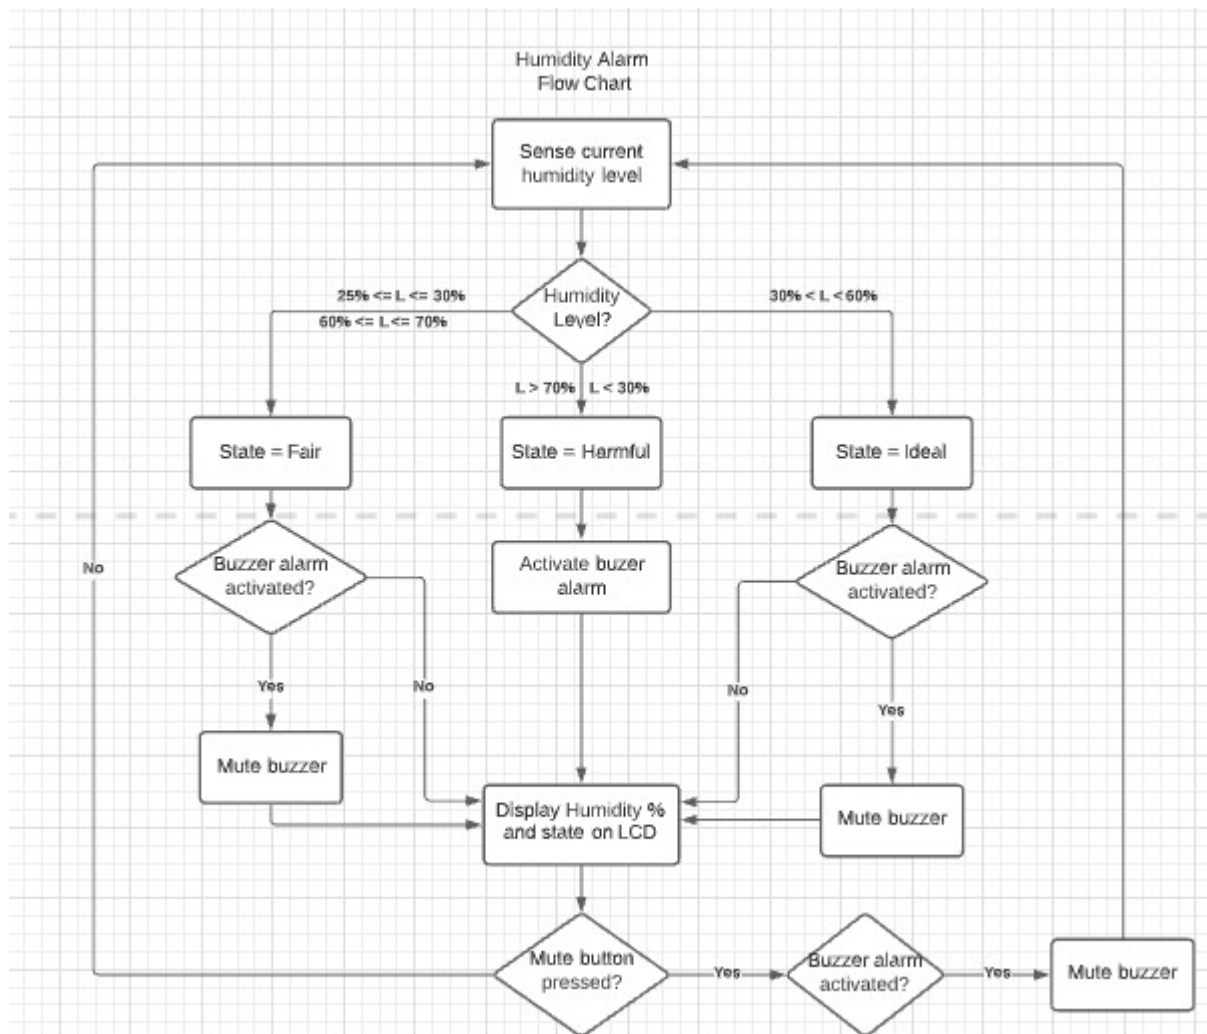 Humidity Alarm
Flow Chart
Sense current
humidity level
25% <= L <= 30%
60% <= L <= 70%
Humidity
Level?
30% < L < 60%
L > 70%
L < 30%
State = Fair
State = Harmful
State = Ideal
Buzzer alarm
activated?
Activate buzer
alarm
Buzzer alarm
activated?
No
Yes
No
No
Yes
Mute buzzer
Display Humidity %
and state on LCD
Mute buzzer
Mute button
pressed?
Yes
Buzzer alarm
activated?
Yes
Mute buzzer